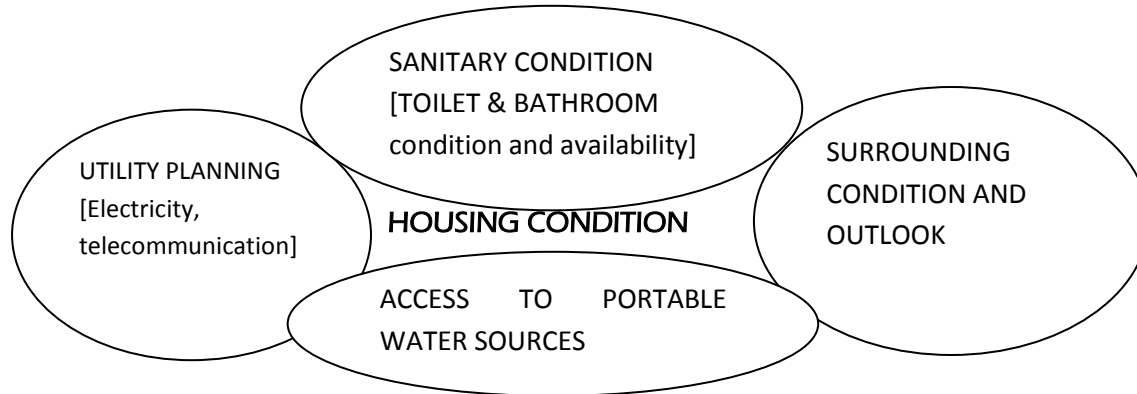 SANITARY CONDITION
[TOILET & BATHROOM
condition and availability]
UTILITY PLANNING
[Electricity,
telecommunication]
SURROUNDING
CONDITION AND
OUTLOOK
HOUSING CONDITION
ACCESS TO PORTABLE
WATER SOURCES